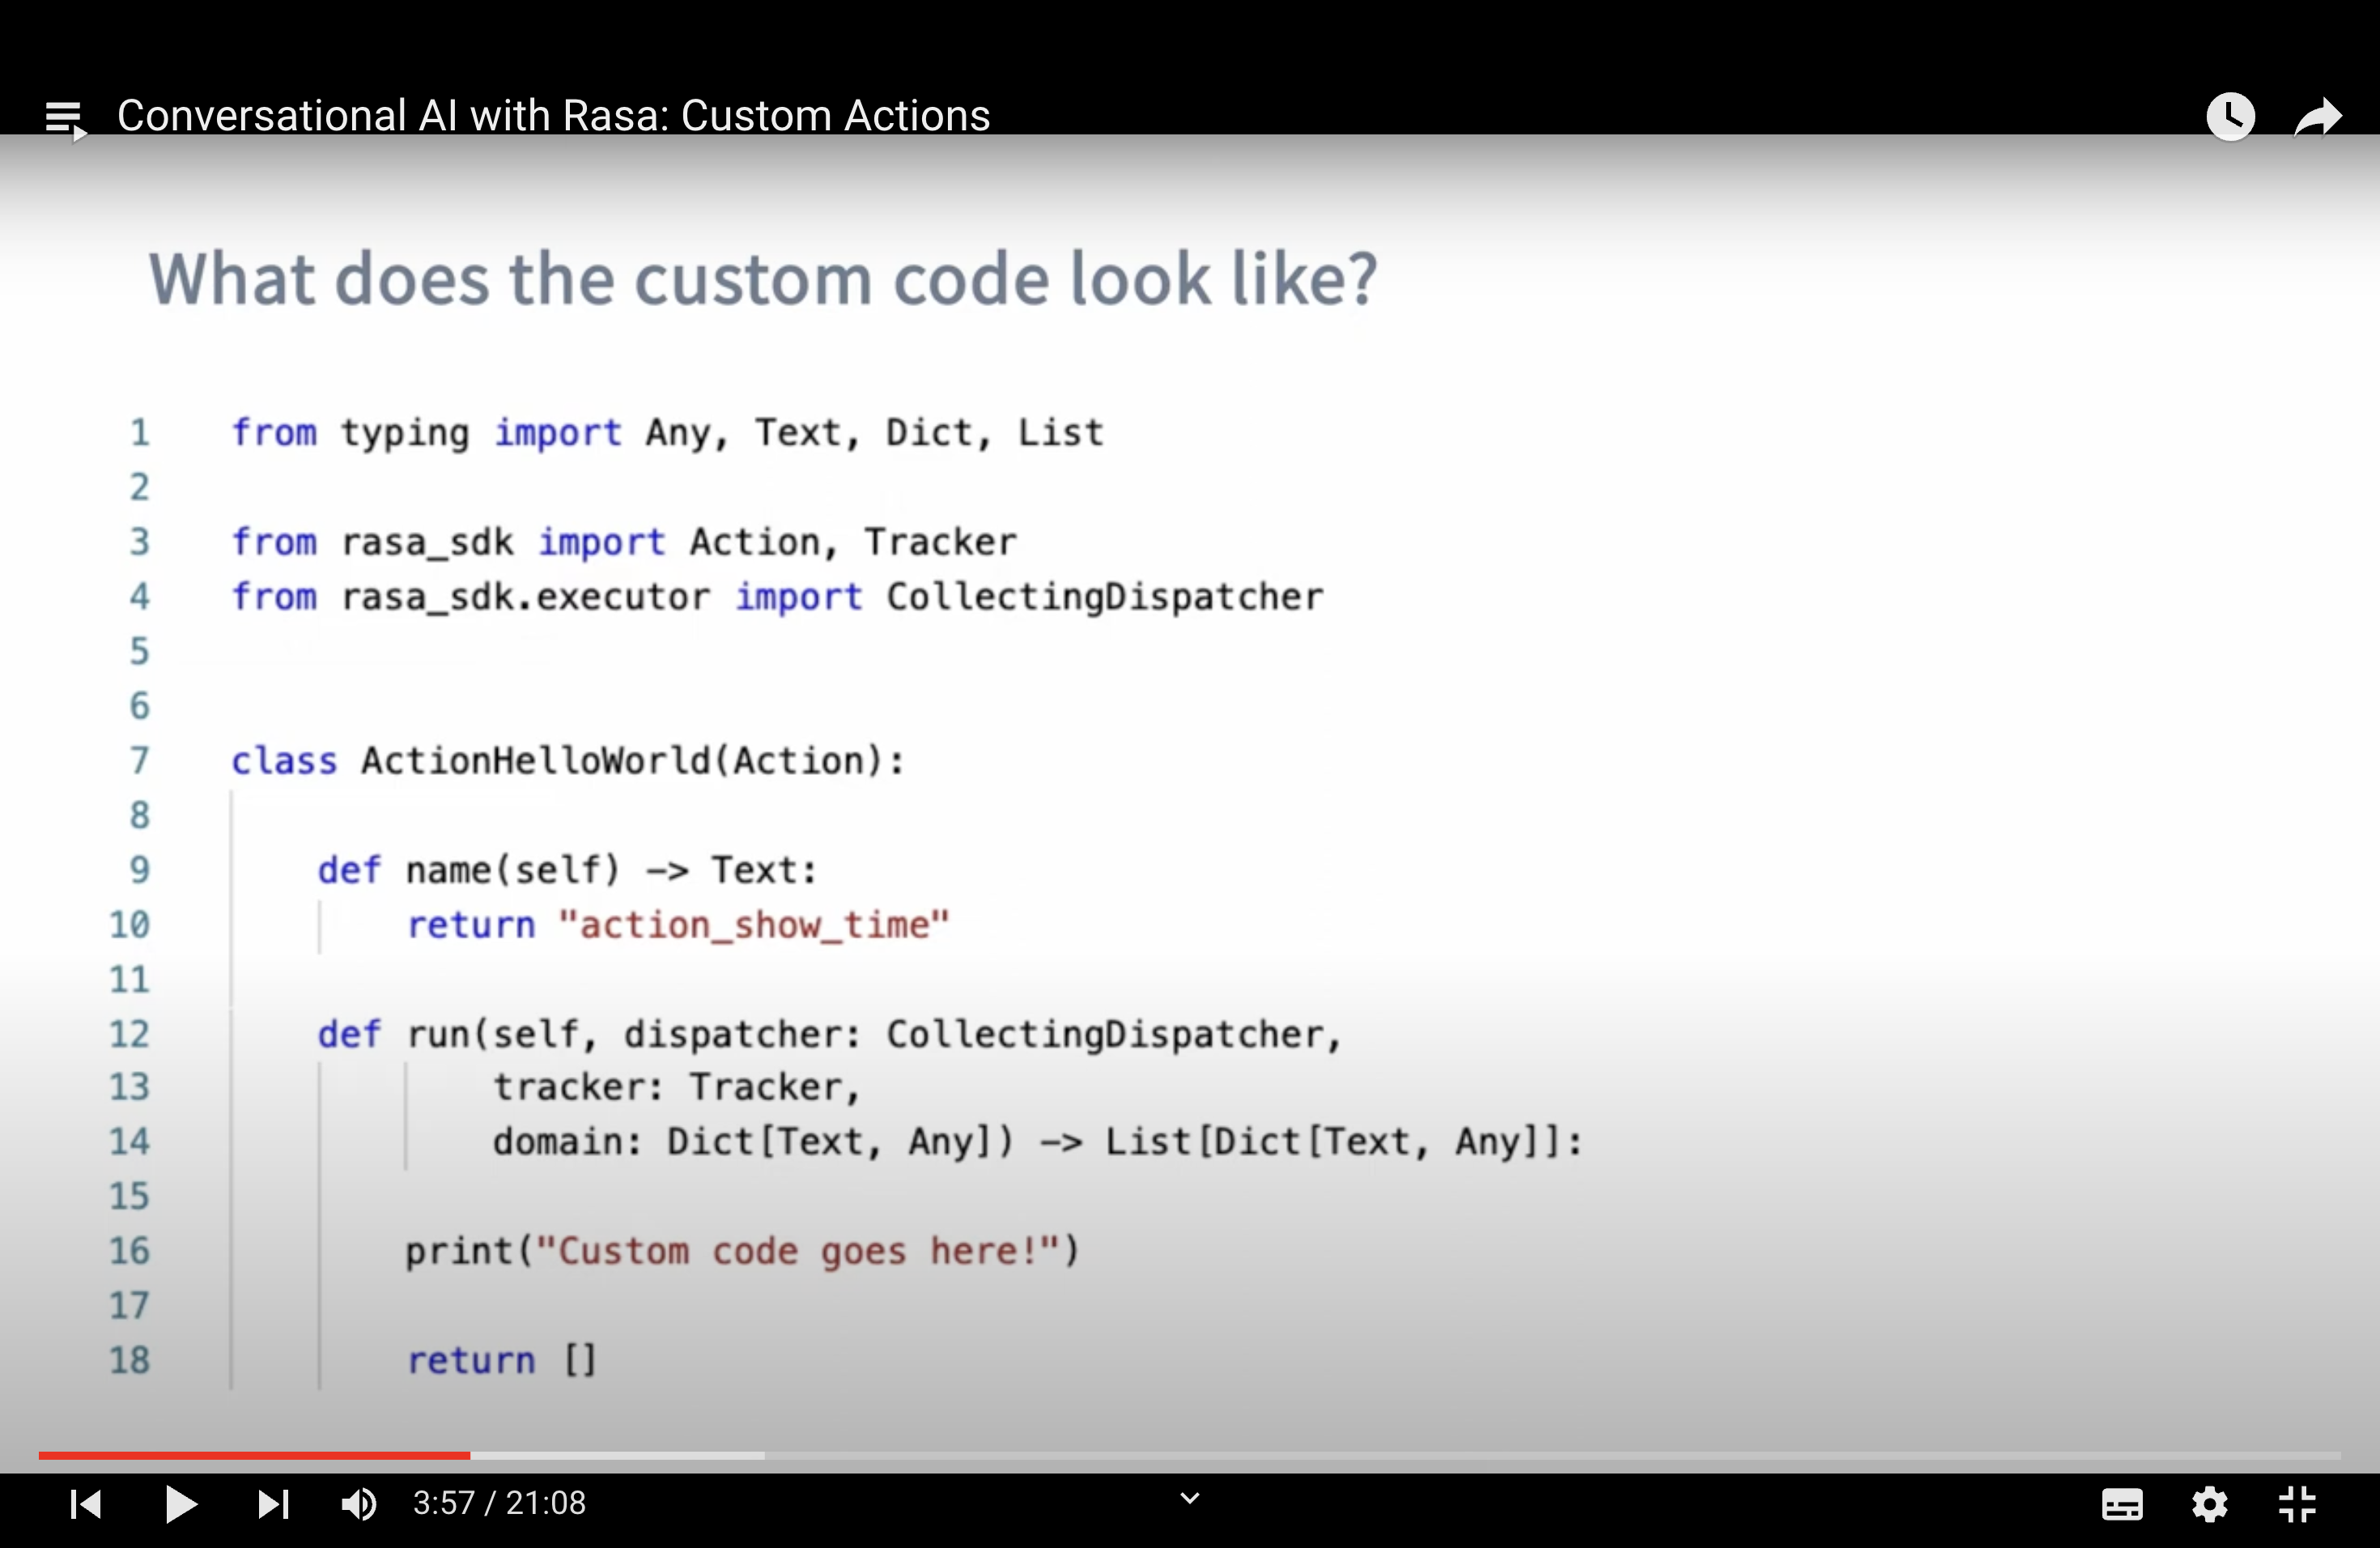 Conversational AI with Rasa: Custom Actions
What does the custom code look like?
1 from typing import Any, Text, Dict, List
2
3 from rasa_sdk import Action, Tracker
4 from rasa_sdk.executor import CollectingDispatcher
5
6
7 class ActionHelloWorld(Action):
8
9 def name(self) -> Text:
10 return "action_show_time"
11
12 def run(self, dispatcher: CollectingDispatcher,
13 tracker: Tracker,
14 domain: Dict[Text, Any]) -> List[Dict[Text, Any]]:
15
16 print("Custom code goes here!")
17
18 return []
3:57 / 21:08